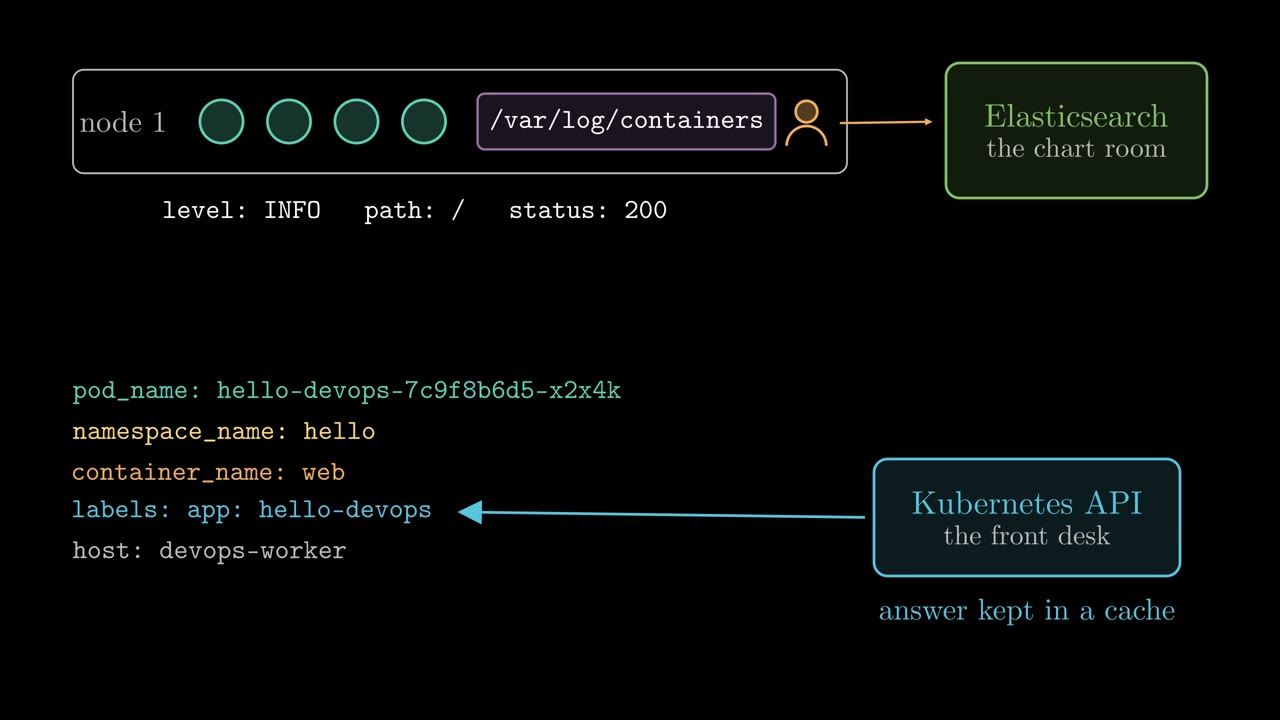 node 1
/var/log/containers
Elasticsearch
the chart room
level: INFO path: / status: 200
pod_name: hello-devops-7c9f8b6d5-x2x4k
namespace_name: hello
container_name: web
labels: app: hello-devops
host: devops-worker
Kubernetes API
the front desk
answer kept in a cache